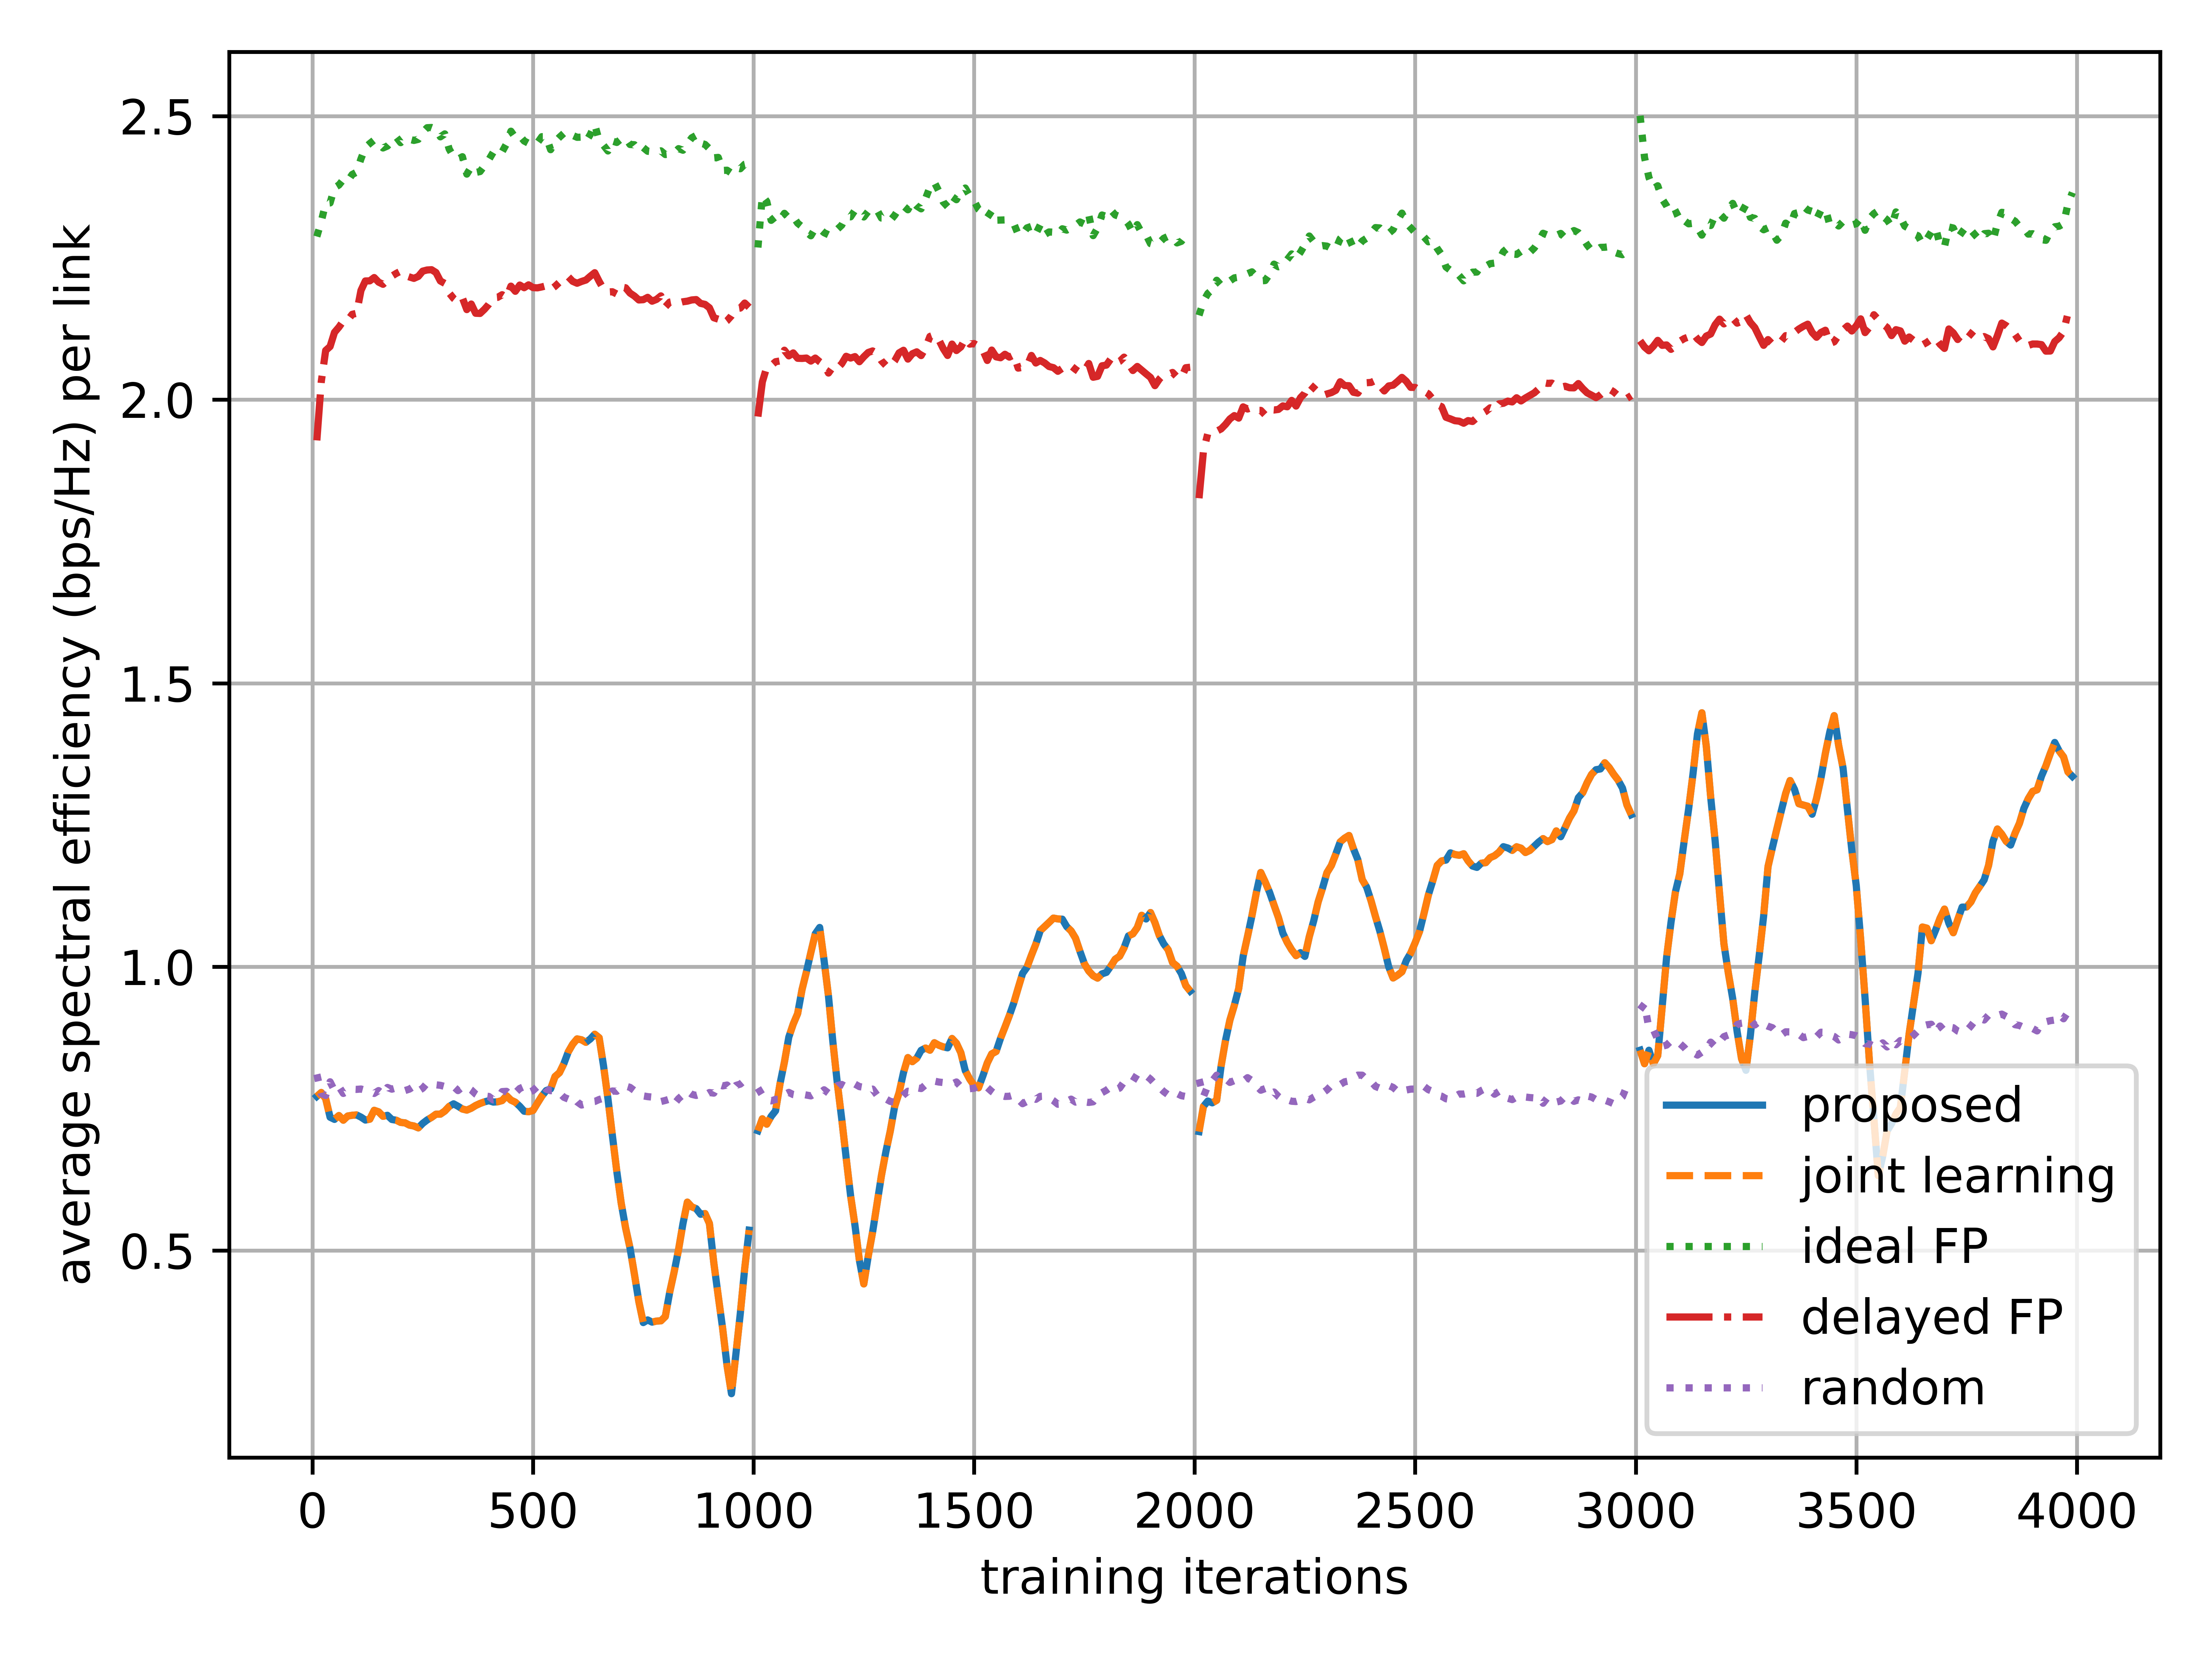 average spectral efficiency (bps/Hz) per link
2.5
2.0
1.5
1.0
0.5
proposed
joint learning
ideal FP
delayed FP
random
0 500 1000 1500 2000 2500 3000 3500 4000
training iterations